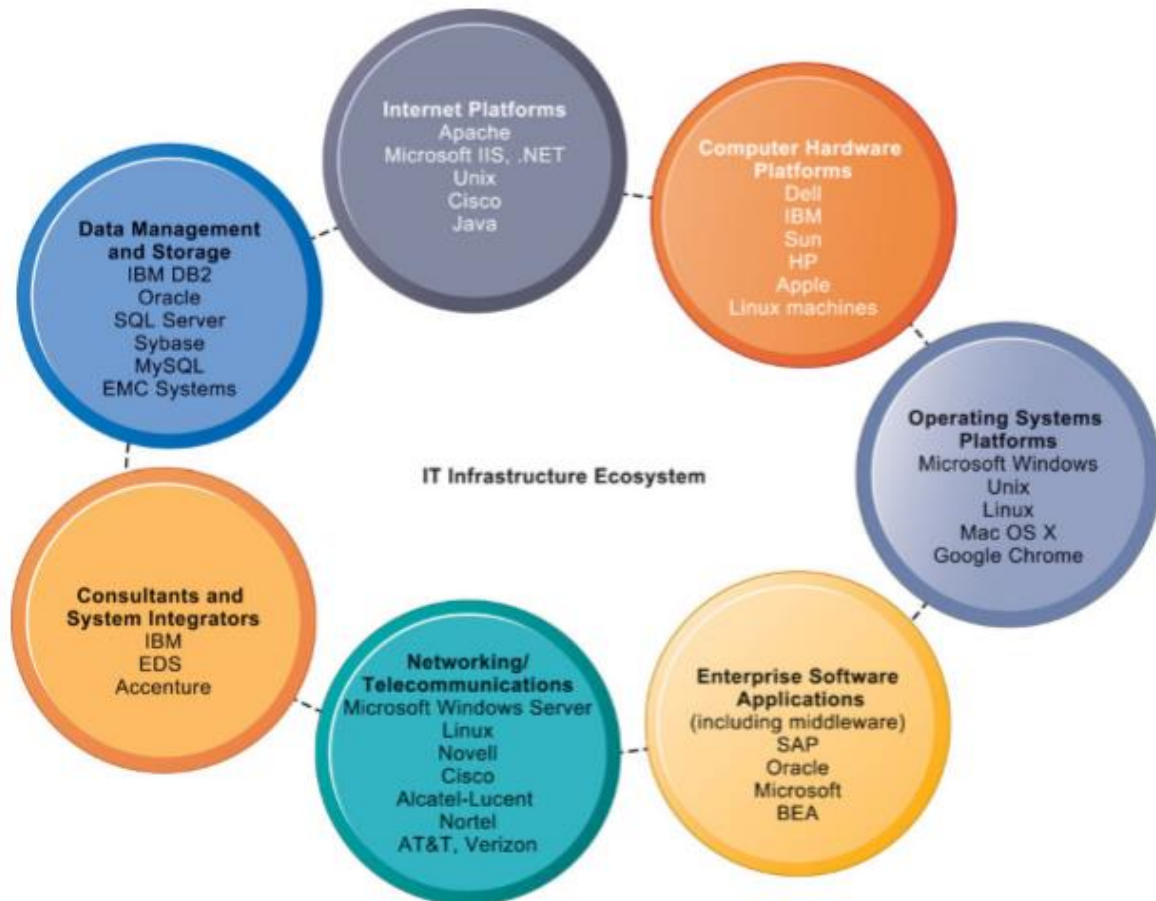 Internet Platforms
Apache
Microsoft IIS, .NET
Unix
Cisco
Java
Computer Hardware
Platforms
Dell
IBM
Sun
HP
Apple
Linux machines
Operating Systems
Platforms
Microsoft Windows
Unix
Linux
Mac OS X
Google Chrome
Enterprise Software
Applications
(including middleware)
SAP
Oracle
Microsoft
BEA
Networking/
Telecommunications
Microsoft Windows Server
Linux
Novell
Cisco
Alcatel-Lucent
Nortel
AT&T, Verizon
Consultants and
System Integrators
IBM
EDS
Accenture
Data Management
and Storage
IBM DB2
Oracle
SQL Server
Sybase
MySQL
EMC Systems
IT Infrastructure Ecosystem